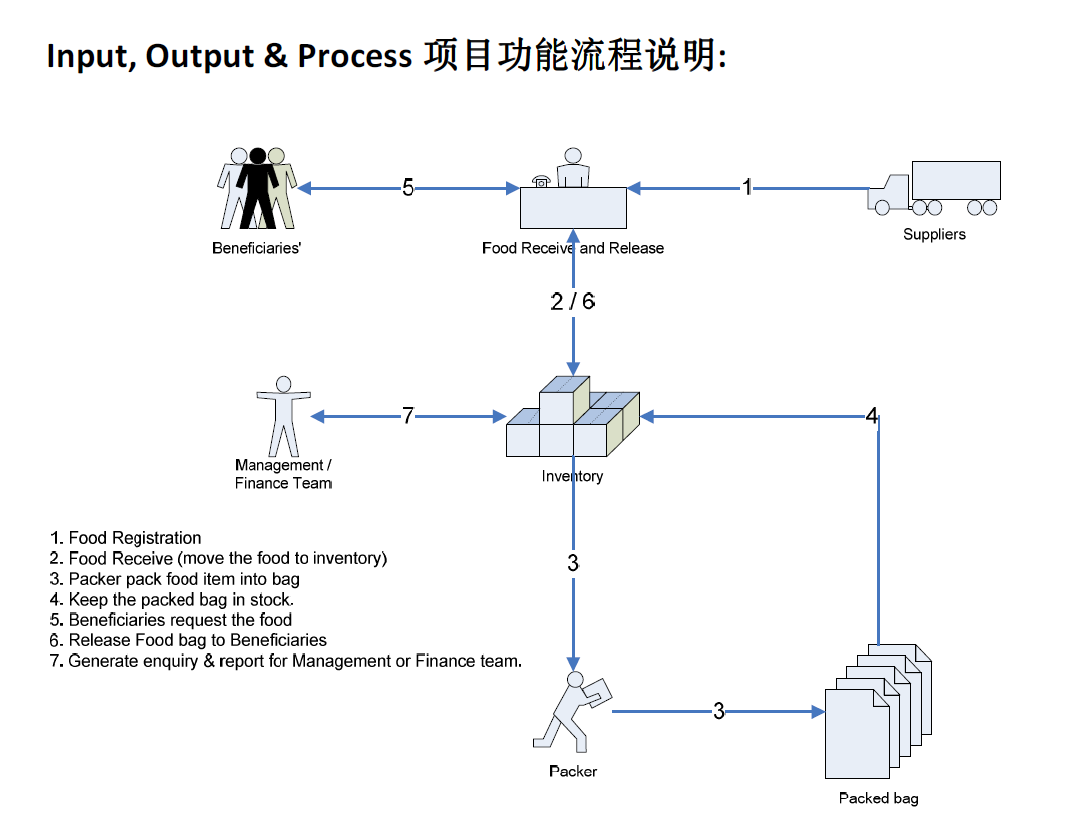 Input, Output & Process 项目功能流程说明:
5
1
Beneficiaries'
Food Receive and Release
Suppliers
2 / 6
7
4
Management /
Finance Team
Inventory
1. Food Registration
2. Food Receive (move the food to inventory)
3. Packer pack food item into bag
4. Keep the packed bag in stock.
5. Beneficiaries request the food
6. Release Food bag to Beneficiaries
7. Generate enquiry & report for Management or Finance team.
3
3
Packer
Packed bag